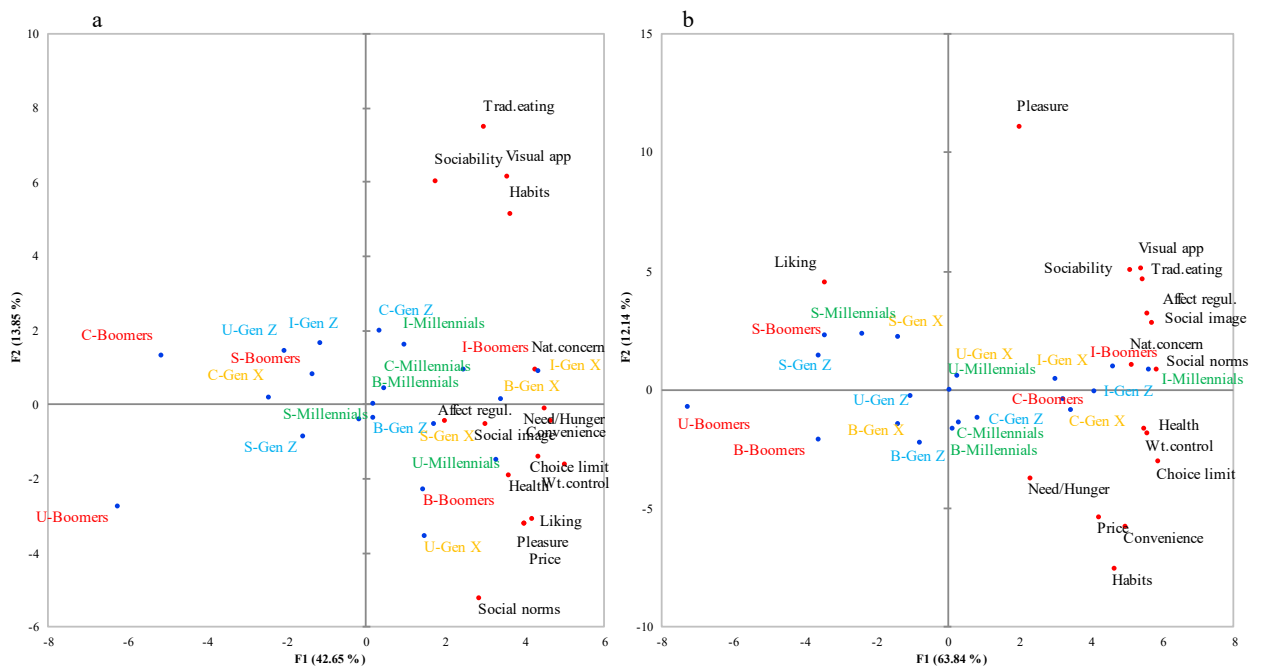 a
10
8
6
4
2
0
-2
-4
-6
-8
-6
-4
-2
0
2
4
6
F2 (13.85 %)
F1 (42.65 %)
Trad.eating
Sociability
Visual app
Habits
C-Gen Z
U-Gen Z
I-Gen Z
I-Millennials
C-Boomers
S-Boomers
I-Boomers
Nat.concern
C-Gen X
C-Millennials
I-Gen X
B-Millennials
B-Gen X
S-Millennials
Affect regul.
Need/Hunger
B-Gen Z
S-Gen X
Social image
Convenience
S-Gen Z
U-Millennials
Choice limit
Health
Wt.control
B-Boomers
U-Boomers
Liking
U-Gen X
Pleasure
Price
Social norms
b
15
10
5
0
-5
-10
-8
-6
-4
-2
0
2
4
6
8
F2 (12.14 %)
F1 (63.84 %)
Pleasure
Visual app
Liking
Sociability
Trad.eating
Affect regul.
S-Millennials
S-Gen X
Social image
S-Boomers
Nat.concern
U-Gen X
I-Boomers
S-Gen Z
U-Millennials
I-Gen X
Social norms
I-Millennials
U-Gen Z
C-Boomers
I-Gen Z
U-Boomers
B-Gen X
C-Gen Z
C-Gen X
Health
B-Boomers
B-Gen Z
C-Millennials
B-Millennials
Wt.control
Choice limit
Need/Hunger
Price
Convenience
Habits